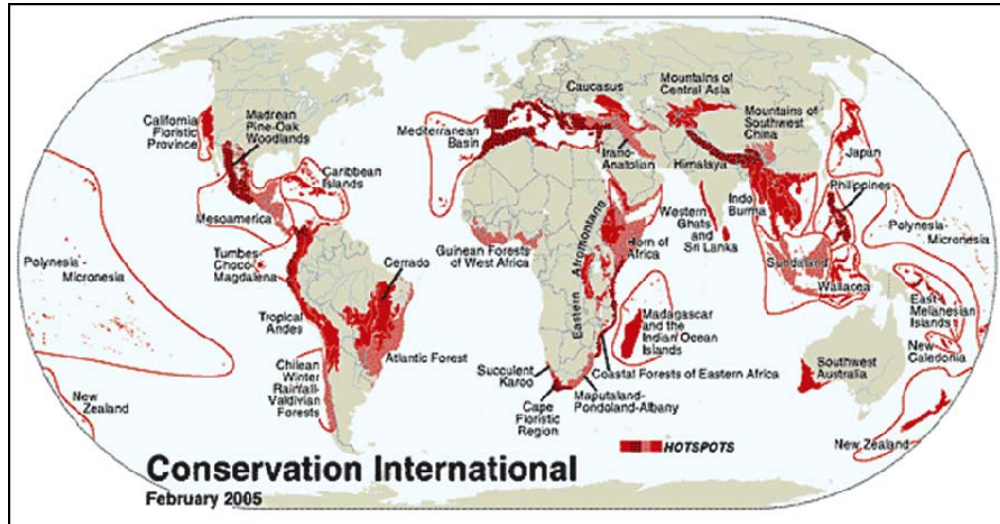 California
Floristic
Province
Madrean
Pine-Oak
Woodlands
Caribbean
Islands
Mesoamerica
Polynesia -
Micronesia
Tumbes-
Choco-
Magdalena
Tropical
Andes
Cerrado
Atlantic Forest
Chilean
Winter
Rainfall-
Valdivian
Forests
New
Zealand
Mediterranean
Basin
Caucasus
Irano-
Anatolian
Mountains of
Central Asia
Mountains of
Southwest
China
Himalaya
Japan
Philippines
Indo
Burma
Western
Ghats
and
Sri Lanka
Polynesia-
Micronesia
Guinean Forests
of West Africa
Eastern Afromontane
Horn of
Africa
Sundaland
Wallacea
East
Melanesian
Islands
New
Caledonia
Madagascar
and the
Indian Ocean
Islands
Coastal Forests of Eastern Africa
Succulent
Karoo
Cape
Floristic
Region
Maputaland-
Pondoland-Albany
Southwest
Australia
New Zealand
HOTSPOTS
Conservation International
February 2005